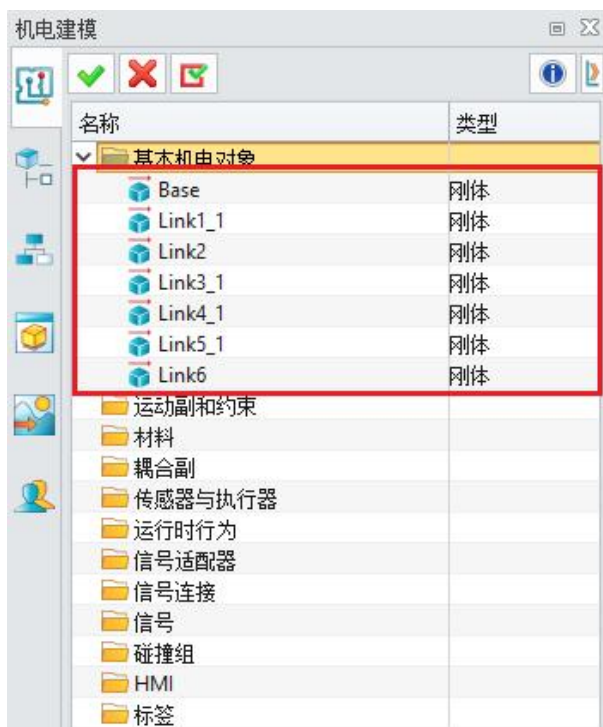 机电建模
名称 类型
基本机电对象
Base 刚体
Link1_1 刚体
Link2 刚体
Link3_1 刚体
Link4_1 刚体
Link5_1 刚体
Link6 刚体
运动副和约束
材料
耦合副
传感器与执行器
运行时行为
信号适配器
信号连接
信号
碰撞组
HMI
标签